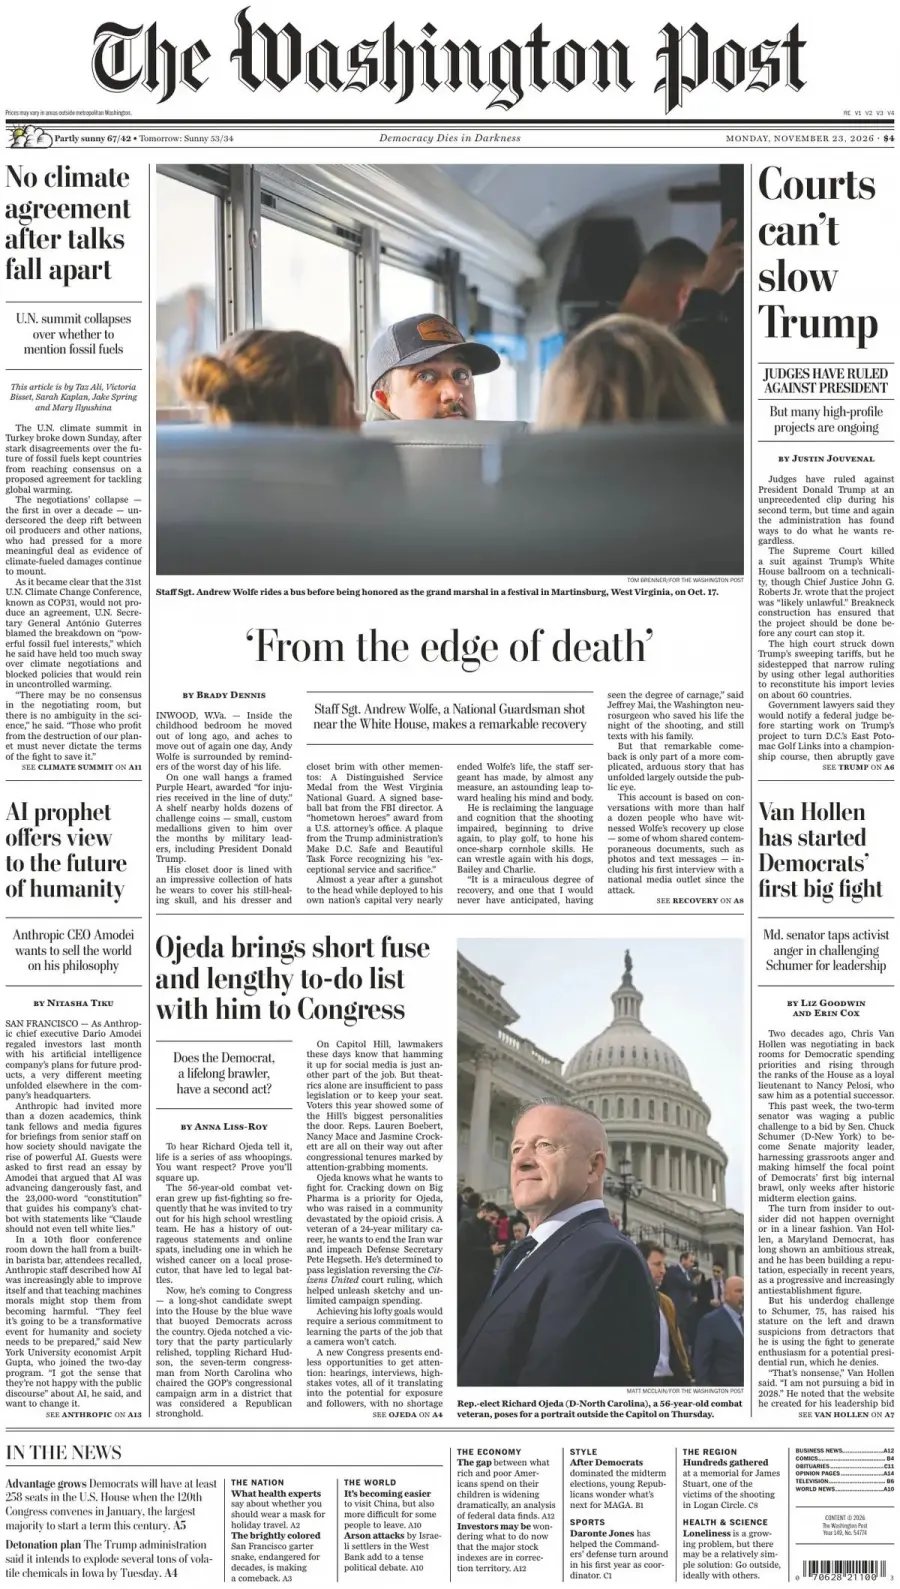 The Washington Post
Prices may vary in areas outside metropolitan Washington.
RE V1 V2 V3 V4
Partly sunny 67/42 • Tomorrow: Sunny 53/34
Democracy Dies in Darkness
MONDAY, NOVEMBER 23, 2026 · $4
No climate
agreement
after talks
fall apart
U.N. summit collapses
over whether to
mention fossil fuels
This article is by Taz Ali, Victoria
Bisset, Sarah Kaplan, Jake Spring
and Mary Ilyushina
The U.N. climate summit in
Turkey broke down Sunday, after
stark disagreements over the fu-
ture of fossil fuels kept countries
from reaching consensus on a
proposed agreement for tackling
global warming.
The negotiations' collapse —
the first in over a decade — un-
derscored the deep rift between
oil producers and other nations,
who had pressed for a more
meaningful deal as evidence of
climate-fueled damages continue
to mount.
As it became clear that the 31st
U.N. Climate Change Conference,
known as COP31, would not pro-
duce an agreement, U.N. Secre-
tary General António Guterres
blamed the breakdown on "pow-
erful fossil fuel interests," which
he said have held too much sway
over climate negotiations and
blocked policies that would rein
in uncontrolled warming.
"There may be no consensus
in the negotiating room, but
there is no ambiguity in the sci-
ence," he said. "Those who profit
from the destruction of our plan-
et must never dictate the terms
of the fight to save it."
SEE CLIMATE SUMMIT ON A11
AI prophet
offers view
to the future
of humanity
Anthropic CEO Amodei
wants to sell the world
on his philosophy
BY NITASHA TIKU
SAN FRANCISCO — As Anthrop-
ic chief executive Dario Amodei
regaled investors last month
with his artificial intelligence
company's plans for future prod-
ucts, a very different meeting
unfolded elsewhere in the com-
pany's headquarters.
Anthropic had invited more
than a dozen academics, think
tank fellows and media figures
for briefings from senior staff on
how society should navigate the
rise of powerful AI. Guests were
asked to first read an essay by
Amodei that argued that AI was
advancing dangerously fast, and
the 23,000-word "constitution"
that guides his company's chat-
bot with statements like "Claude
should not even tell white lies."
In a 10th floor conference
room down the hall from a built-
in barista bar, attendees recalled,
Anthropic staff described how AI
was increasingly able to improve
itself and that teaching machines
morals might stop them from
becoming harmful. "They feel
it's going to be a transformative
event for humanity and society
needs to be prepared," said New
York University economist Arpit
Gupta, who joined the two-day
program. "I got the sense that
they're not happy with the public
discourse" about AI, he said, and
want to change it.
SEE ANTHROPIC ON A13
TOM BRENNER/FOR THE WASHINGTON POST
Staff Sgt. Andrew Wolfe rides a bus before being honored as the grand marshal in a festival in Martinsburg, West Virginia, on Oct. 17.
'From the edge of death'
BY BRADY DENNIS
Staff Sgt. Andrew Wolfe, a National Guardsman shot
near the White House, makes a remarkable recovery
INWOOD, W.Va. — Inside the
childhood bedroom he moved
out of long ago, and aches to
move out of again one day, Andy
Wolfe is surrounded by remind-
ers of the worst day of his life.
On one wall hangs a framed
Purple Heart, awarded "for inju-
ries received in the line of duty."
A shelf nearby holds dozens of
challenge coins — small, custom
medallions given to him over
the months by military lead-
ers, including President Donald
Trump.
His closet door is lined with
an impressive collection of hats
he wears to cover his still-heal-
ing skull, and his dresser and
closet brim with other memen-
tos: A Distinguished Service
Medal from the West Virginia
National Guard. A signed base-
ball bat from the FBI director. A
"hometown heroes" award from
a U.S. attorney's office. A plaque
from the Trump administration's
Make D.C. Safe and Beautiful
Task Force recognizing his "ex-
ceptional service and sacrifice."
Almost a year after a gunshot
to the head while deployed to his
own nation's capital very nearly
ended Wolfe's life, the staff ser-
geant has made, by almost any
measure, an astounding leap to-
ward healing his mind and body.
He is reclaiming the language
and cognition that the shooting
impaired, beginning to drive
again, to play golf, to hone his
once-sharp cornhole skills. He
can wrestle again with his dogs,
Bailey and Charlie.
"It is a miraculous degree of
recovery, and one that I would
never have anticipated, having
seen the degree of carnage," said
Jeffrey Mai, the Washington neu-
rosurgeon who saved his life the
night of the shooting, and still
texts with his family.
But that remarkable come-
back is only part of a more com-
plicated, arduous story that has
unfolded largely outside the pub-
lic eye.
This account is based on con-
versations with more than half
a dozen people who have wit-
nessed Wolfe's recovery up close
— some of whom shared contem-
poraneous documents, such as
photos and text messages — in-
cluding his first interview with a
national media outlet since the
attack.
SEE RECOVERY ON A8
Ojeda brings short fuse
and lengthy to-do list
with him to Congress
Does the Democrat,
a lifelong brawler,
have a second act?
BY ANNA LISS-ROY
To hear Richard Ojeda tell it,
life is a series of ass whoopings.
You want respect? Prove you'll
square up.
The 56-year-old combat vet-
eran grew up fist-fighting so fre-
quently that he was invited to try
out for his high school wrestling
team. He has a history of out-
rageous statements and online
spats, including one in which he
wished cancer on a local prose-
cutor, that have led to legal bat-
tles.
Now, he's coming to Congress
— a long-shot candidate swept
into the House by the blue wave
that buoyed Democrats across
the country. Ojeda notched a vic-
tory that the party particularly
relished, toppling Richard Hud-
son, the seven-term congress-
man from North Carolina who
chaired the GOP's congressional
campaign arm in a district that
was considered a Republican
stronghold.
On Capitol Hill, lawmakers
these days know that hamming
it up for social media is just an-
other part of the job. But theat-
rics alone are insufficient to pass
legislation or to keep your seat.
Voters this year showed some of
the Hill's biggest personalities
the door. Reps. Lauren Boebert,
Nancy Mace and Jasmine Crock-
ett are all on their way out after
congressional tenures marked by
attention-grabbing moments.
Ojeda knows what he wants to
fight for. Cracking down on Big
Pharma is a priority for Ojeda,
who was raised in a community
devastated by the opioid crisis. A
veteran of a 24-year military ca-
reer, he wants to end the Iran war
and impeach Defense Secretary
Pete Hegseth. He's determined to
pass legislation reversing the Cit-
izens United court ruling, which
helped unleash sketchy and un-
limited campaign spending.
Achieving his lofty goals would
require a serious commitment to
learning the parts of the job that
a camera won't catch.
A new Congress presents end-
less opportunities to get atten-
tion: hearings, interviews, high-
stakes votes, all of it translating
into the potential for exposure
and followers, with no shortage
SEE OJEDA ON A4
MATT MCCLAIN/FOR THE WASHINGTON POST
Rep.-elect Richard Ojeda (D-North Carolina), a 56-year-old combat
veteran, poses for a portrait outside the Capitol on Thursday.
Courts
can't
slow
Trump
JUDGES HAVE RULED
AGAINST PRESIDENT
But many high-profile
projects are ongoing
BY JUSTIN JOUVENAL
Judges have ruled against
President Donald Trump at an
unprecedented clip during his
second term, but time and again
the administration has found
ways to do what he wants re-
gardless.
The Supreme Court killed
a suit against Trump's White
House ballroom on a technicali-
ty, though Chief Justice John G.
Roberts Jr. wrote that the project
was "likely unlawful." Breakneck
construction has ensured that
the project should be done be-
fore any court can stop it.
The high court struck down
Trump's sweeping tariffs, but he
sidestepped that narrow ruling
by using other legal authorities
to reconstitute his import levies
on about 60 countries.
Government lawyers said they
would notify a federal judge be-
fore starting work on Trump's
project to turn D.C.'s East Poto-
mac Golf Links into a champion-
ship course, then abruptly gave
SEE TRUMP ON A6
Van Hollen
has started
Democrats'
first big fight
Md. senator taps activist
anger in challenging
Schumer for leadership
BY LIZ GOODWIN
AND ERIN COX
Two decades ago, Chris Van
Hollen was negotiating in back
rooms for Democratic spending
priorities and rising through
the ranks of the House as a loyal
lieutenant to Nancy Pelosi, who
saw him as a potential successor.
This past week, the two-term
senator was waging a public
challenge to a bid by Sen. Chuck
Schumer (D-New York) to be-
come Senate majority leader,
harnessing grassroots anger and
making himself the focal point
of Democrats' first big internal
brawl, only weeks after historic
midterm election gains.
The turn from insider to out-
sider did not happen overnight
or in a linear fashion. Van Hol-
len, a Maryland Democrat, has
long shown an ambitious streak,
and he has been building a repu-
tation, especially in recent years,
as a progressive and increasingly
antiestablishment figure.
But his underdog challenge
to Schumer, 75, has raised his
stature on the left and drawn
suspicions from detractors that
he is using the fight to generate
enthusiasm for a potential presi-
dential run, which he denies.
"That's nonsense," Van Hollen
said. "I am not pursuing a bid in
2028." He noted that the website
he created for his leadership bid
SEE VAN HOLLEN ON A7
IN THE NEWS
Advantage grows Democrats will have at least
258 seats in the U.S. House when the 120th
Congress convenes in January, the largest
majority to start a term this century. A5
Detonation plan The Trump administration
said it intends to explode several tons of vola-
tile chemicals in Iowa by Tuesday. A4
THE NATION
What health experts
say about whether you
should wear a mask for
holiday travel. A2
The brightly colored
San Francisco garter
snake, endangered for
decades, is making
a comeback. A3
THE WORLD
It's becoming easier
to visit China, but also
more difficult for some
people to leave. A10
Arson attacks by Israe-
li settlers in the West
Bank add to a tense
political debate. A10
THE ECONOMY
The gap between what
rich and poor Amer-
icans spend on their
children is widening
dramatically, an analysis
of federal data finds. A12
Investors may be won-
dering what to do now
that the major stock
indexes are in correc-
tion territory. A12
STYLE
After Democrats
dominated the midterm
elections, young Repub-
licans wonder what's
next for MAGA. B1
SPORTS
Daronte Jones has
helped the Command-
ers' defense turn around
in his first year as coor-
dinator. C1
THE REGION
Hundreds gathered
at a memorial for James
Stuart, one of the
victims of the shooting
in Logan Circle. C8
HEALTH & SCIENCE
Loneliness is a grow-
ing problem, but there
may be a relatively sim-
ple solution: Go outside,
ideally with others.
BUSINESS NEWS........................A12
COMICS........................B4
OBITUARIES........................C11
OPINION PAGES........................A14
TELEVISION........................B6
WORLD NEWS........................A10
CONTENT © 2026
The Washington Post
Year 149, No. 54774
0 70628 21100 3